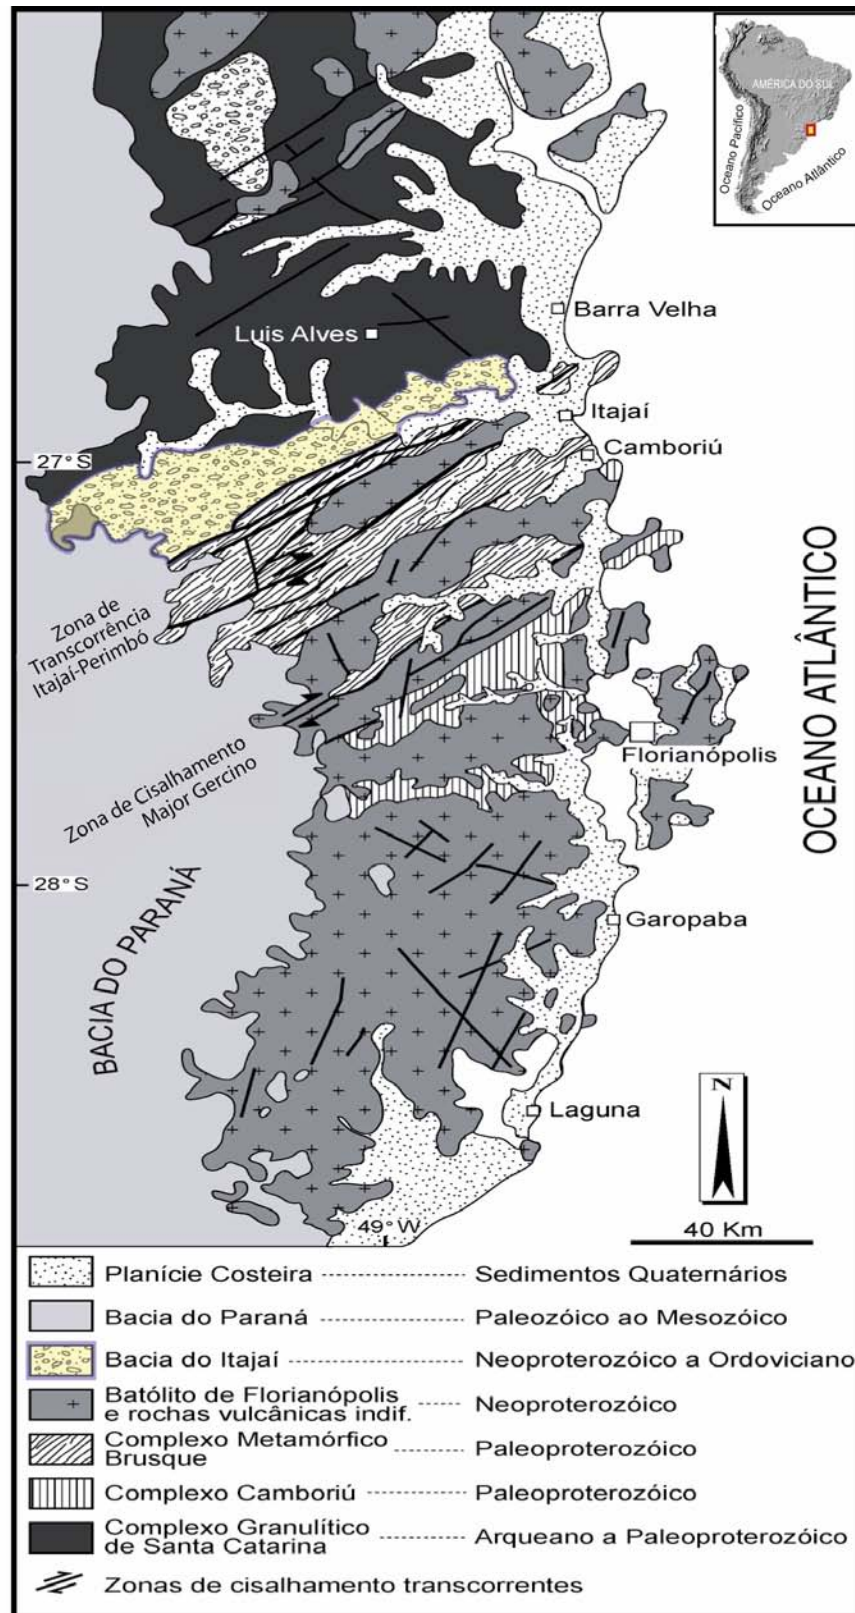 AMÉRICA DO SUL
Oceano Pacífico
Oceano Atlântico
Barra Velha
Luis Alves
Itajaí
27°S
Camboriú
Zona de
Transcorrência
Itajaí-Perimbó
OCEANO ATLÂNTICO
Florianópolis
Zona de Cisalhamento
Major Gercino
28°S
BACIA DO PARANÁ
Garopaba
N
Laguna
49°W
40 Km
Planície Costeira ---------- Sedimentos Quaternários
Bacia do Paraná ---------- Paleozóico ao Mesozóico
Bacia do Itajaí ---------- Neoproterozóico a Ordoviciano
Batólito de Florianópolis
e rochas vulcânicas indif. ---------- Neoproterozóico
Complexo Metamórfico
Brusque ---------- Paleoproterozóico
Complexo Camboriú ---------- Paleoproterozóico
Complexo Granulítico
de Santa Catarina ---------- Arqueano a Paleoproterozóico
Zonas de cisalhamento transcorrentes